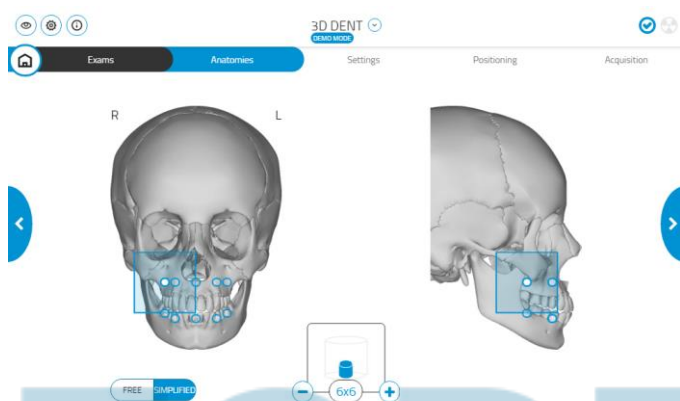 3D DENT
DEMO MODE
Exams
Anatomies
Settings
Positioning
Acquisition
R
L
FREE
SIMPLIFIED
6x6